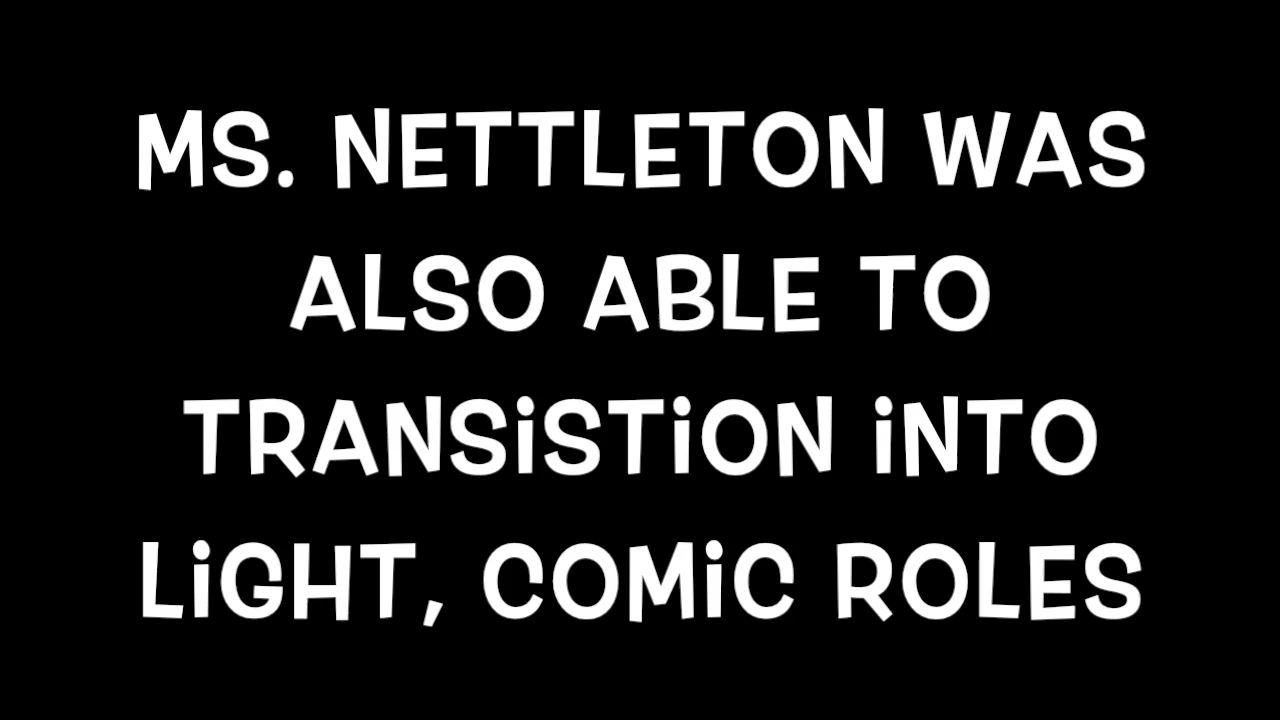 MS. NETTLETON WAS
ALSO ABLE TO
TRANSISTION INTO
LIGHT, COMIC ROLES